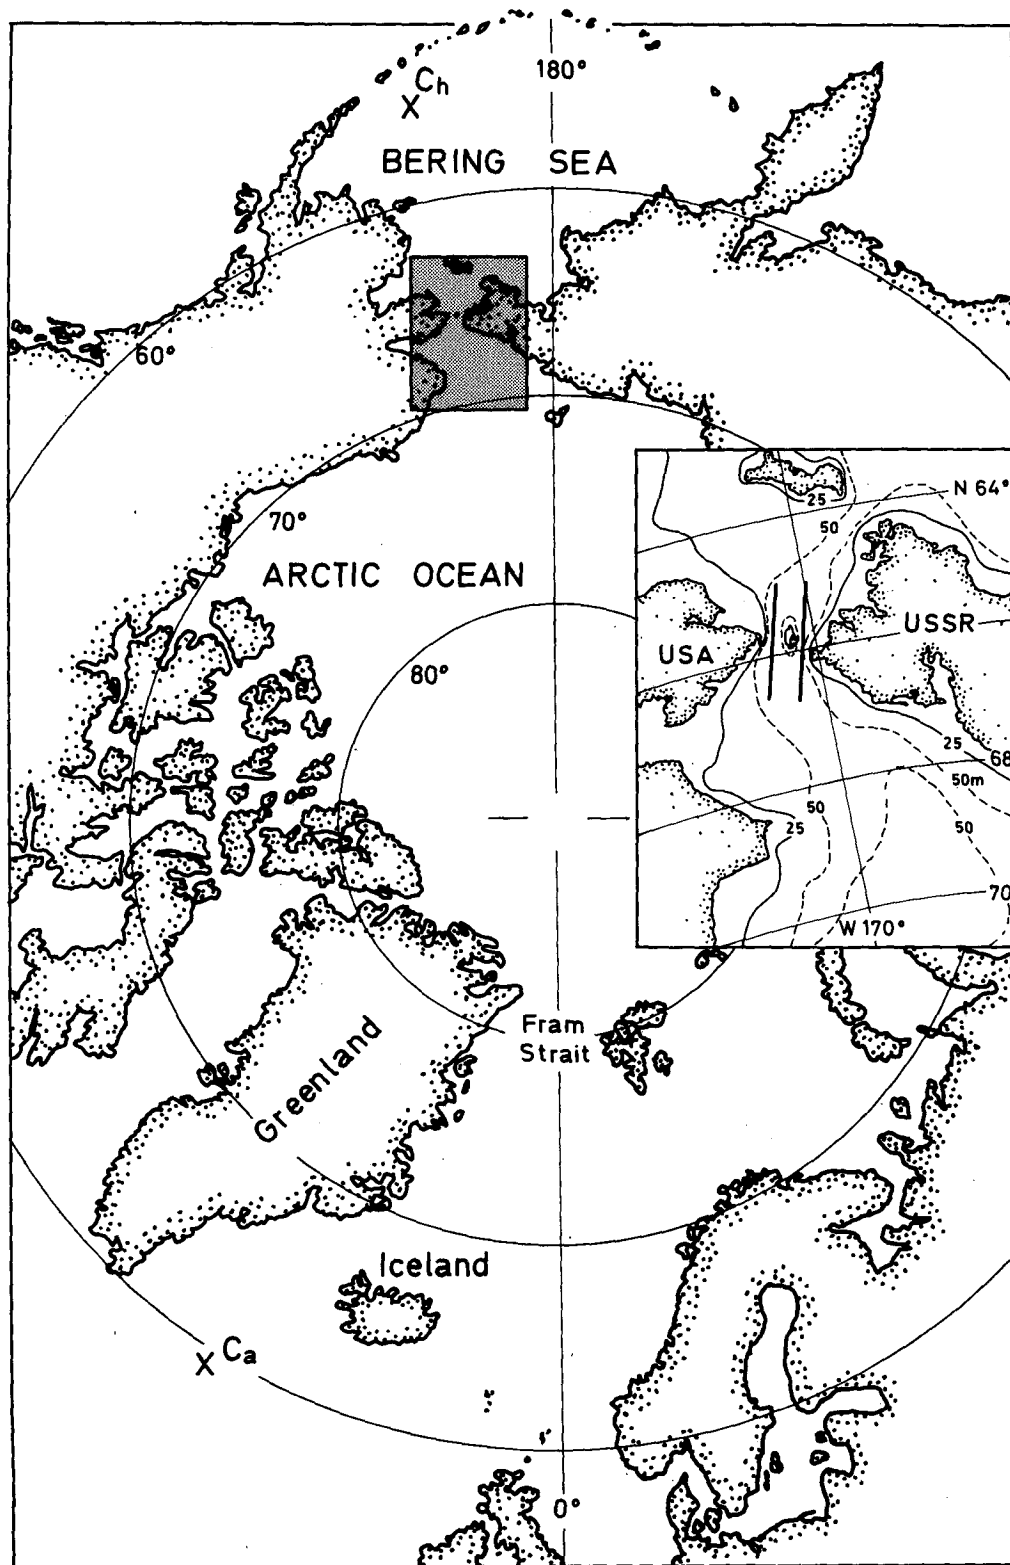 180°
X Ch
BERING SEA
60°
70°
ARCTIC OCEAN
80°
N 64°
25
50
USA
USSR
25
68
50m
50
50
25
70
W 170°
Fram
Strait
Greenland
Iceland
X Ca
0°